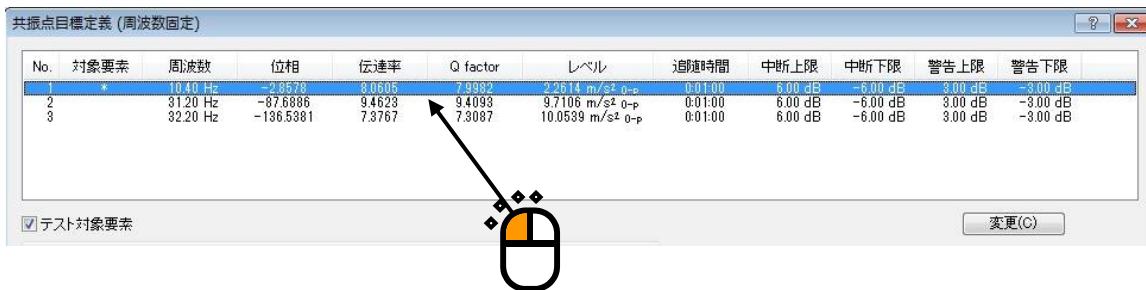 共振点目標定義 (周波数固定)
No. 対象要素 周波数 位相 伝達率 Q factor レベル 追随時間 中断上限 中断下限 警告上限 警告下限
1 * 10.40 Hz -2.8578 8.0605 7.9982 2.2614 m/s² 0-p 0:01:00 6.00 dB -6.00 dB 3.00 dB -3.00 dB
2 31.20 Hz -87.6886 9.4623 9.4093 9.7106 m/s² 0-p 0:01:00 6.00 dB -6.00 dB 3.00 dB -3.00 dB
3 32.20 Hz -136.5381 7.3767 7.3087 10.0539 m/s² 0-p 0:01:00 6.00 dB -6.00 dB 3.00 dB -3.00 dB
テスト対象要素 変更(C)